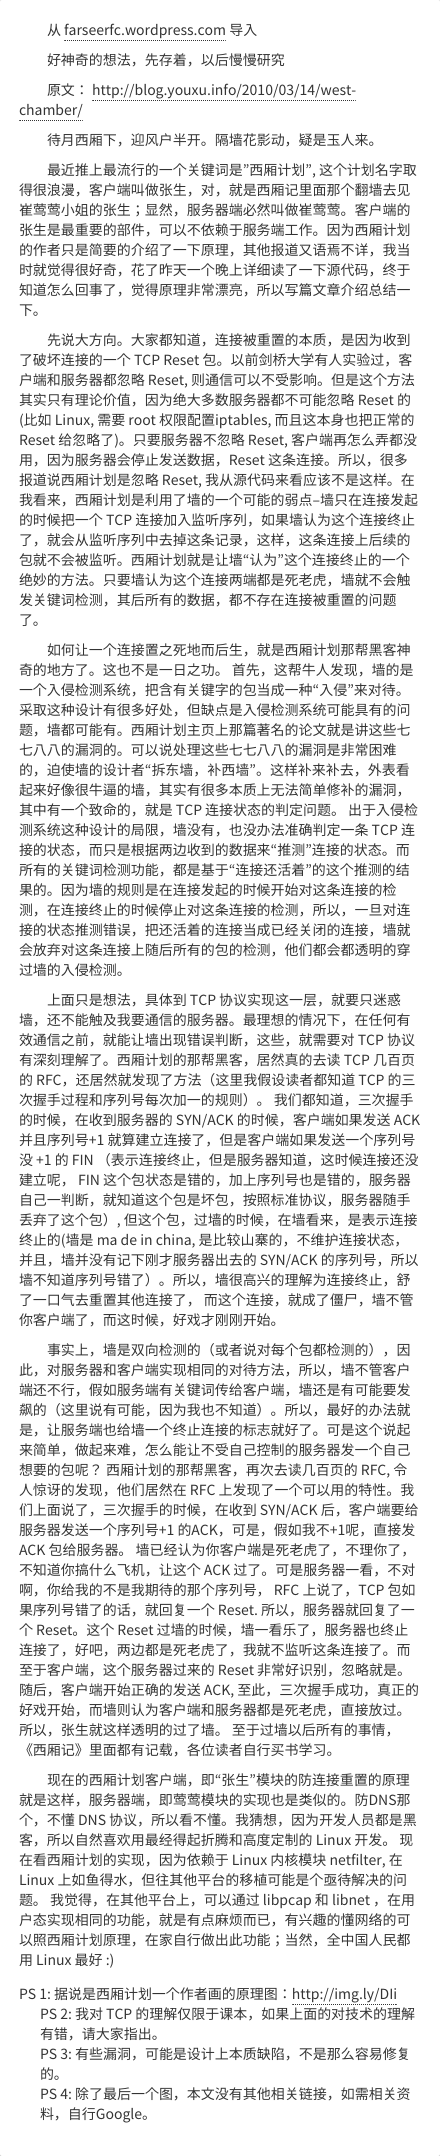 从 farseerfc.wordpress.com 导入
好神奇的想法，先存着，以后慢慢研究
原文： http://blog.youxu.info/2010/03/14/west-
chamber/
待月西厢下，迎风户半开。隔墙花影动，疑是玉人来。
最近推上最流行的一个关键词是”西厢计划”, 这个计划名字取
得很浪漫，客户端叫做张生，对，就是西厢记里面那个翻墙去见
崔莺莺小姐的张生；显然，服务器端必然叫做崔莺莺。客户端的
张生是最重要的部件，可以不依赖于服务端工作。因为西厢计划
的作者只是简要的介绍了一下原理，其他报道又语焉不详，我当
时就觉得很好奇，花了昨天一个晚上详细读了一下源代码，终于
知道怎么回事了，觉得原理非常漂亮，所以写篇文章介绍总结一
下。
先说大方向。大家都知道，连接被重置的本质，是因为收到
了破坏连接的一个 TCP Reset 包。以前剑桥大学有人实验过，客
户端和服务器都忽略 Reset, 则通信可以不受影响。但是这个方法
其实只有理论价值，因为绝大多数服务器都不可能忽略 Reset 的
(比如 Linux, 需要 root 权限配置iptables, 而且这本身也把正常的
Reset 给忽略了)。只要服务器不忽略 Reset, 客户端再怎么弄都没
用，因为服务器会停止发送数据，Reset 这条连接。所以，很多
报道说西厢计划是忽略 Reset, 我从源代码来看应该不是这样。在
我看来，西厢计划是利用了墙的一个可能的弱点–墙只在连接发起
的时候把一个 TCP 连接加入监听序列，如果墙认为这个连接终止
了，就会从监听序列中去掉这条记录，这样，这条连接上后续的
包就不会被监听。西厢计划就是让墙“认为”这个连接终止的一个
绝妙的方法。只要墙认为这个连接两端都是死老虎，墙就不会触
发关键词检测，其后所有的数据，都不存在连接被重置的问题
了。
如何让一个连接置之死地而后生，就是西厢计划那帮黑客神
奇的地方了。这也不是一日之功。 首先，这帮牛人发现，墙的是
一个入侵检测系统，把含有关键字的包当成一种“入侵”来对待。
采取这种设计有很多好处，但缺点是入侵检测系统可能具有的问
题，墙都可能有。西厢计划主页上那篇著名的论文就是讲这些七
七八八的漏洞的。可以说处理这些七七八八的漏洞是非常困难
的，迫使墙的设计者“拆东墙，补西墙”。这样补来补去，外表看
起来好像很牛逼的墙，其实有很多本质上无法简单修补的漏洞，
其中有一个致命的，就是 TCP 连接状态的判定问题。 出于入侵检
测系统这种设计的局限，墙没有，也没办法准确判定一条 TCP 连
接的状态，而只是根据两边收到的数据来“推测”连接的状态。而
所有的关键词检测功能，都是基于“连接还活着”的这个推测的结
果的。因为墙的规则是在连接发起的时候开始对这条连接的检
测，在连接终止的时候停止对这条连接的检测，所以，一旦对连
接的状态推测错误，把还活着的连接当成已经关闭的连接，墙就
会放弃对这条连接上随后所有的包的检测，他们都会都透明的穿
过墙的入侵检测。
上面只是想法，具体到 TCP 协议实现这一层，就要只迷惑
墙，还不能触及我要通信的服务器。最理想的情况下，在任何有
效通信之前，就能让墙出现错误判断，这些，就需要对 TCP 协议
有深刻理解了。西厢计划的那帮黑客，居然真的去读 TCP 几百页
的 RFC，还居然就发现了方法（这里我假设读者都知道 TCP 的三
次握手过程和序列号每次加一的规则）。 我们都知道，三次握手
的时候，在收到服务器的 SYN/ACK 的时候，客户端如果发送 ACK
并且序列号+1 就算建立连接了，但是客户端如果发送一个序列号
没 +1 的 FIN （表示连接终止，但是服务器知道，这时候连接还没
建立呢， FIN 这个包状态是错的，加上序列号也是错的，服务器
自己一判断，就知道这个包是坏包，按照标准协议，服务器随手
丢弃了这个包）, 但这个包，过墙的时候，在墙看来，是表示连接
终止的(墙是 ma de in china, 是比较山寨的，不维护连接状态，
并且，墙并没有记下刚才服务器出去的 SYN/ACK 的序列号，所以
墙不知道序列号错了）。所以，墙很高兴的理解为连接终止，舒
了一口气去重置其他连接了， 而这个连接，就成了僵尸，墙不管
你客户端了，而这时候，好戏才刚刚开始。
事实上，墙是双向检测的（或者说对每个包都检测的），因
此，对服务器和客户端实现相同的对待方法，所以，墙不管客户
端还不行，假如服务端有关键词传给客户端，墙还是有可能要发
飙的（这里说有可能，因为我也不知道）。所以，最好的办法就
是，让服务端也给墙一个终止连接的标志就好了。可是这个说起
来简单，做起来难，怎么能让不受自己控制的服务器发一个自己
想要的包呢？ 西厢计划的那帮黑客，再次去读几百页的 RFC, 令
人惊讶的发现，他们居然在 RFC 上发现了一个可以用的特性。我
们上面说了，三次握手的时候，在收到 SYN/ACK 后，客户端要给
服务器发送一个序列号+1 的ACK，可是，假如我不+1呢，直接发
ACK 包给服务器。 墙已经认为你客户端是死老虎了，不理你了，
不知道你搞什么飞机，让这个 ACK 过了。可是服务器一看，不对
啊，你给我的不是我期待的那个序列号， RFC 上说了，TCP 包如
果序列号错了的话，就回复一个 Reset. 所以，服务器就回复了一
个 Reset。这个 Reset 过墙的时候，墙一看乐了，服务器也终止
连接了，好吧，两边都是死老虎了，我就不监听这条连接了。而
至于客户端，这个服务器过来的 Reset 非常好识别，忽略就是。
随后，客户端开始正确的发送 ACK, 至此，三次握手成功，真正的
好戏开始，而墙则认为客户端和服务器都是死老虎，直接放过。
所以，张生就这样透明的过了墙。 至于过墙以后所有的事情，
《西厢记》里面都有记载，各位读者自行买书学习。
现在的西厢计划客户端，即“张生”模块的防连接重置的原理
就是这样，服务器端，即莺莺模块的实现也是类似的。防DNS那
个，不懂 DNS 协议，所以看不懂。我猜想，因为开发人员都是黑
客，所以自然喜欢用最经得起折腾和高度定制的 Linux 开发。 现
在看西厢计划的实现，因为依赖于 Linux 内核模块 netfilter, 在
Linux 上如鱼得水，但往其他平台的移植可能是个亟待解决的问
题。 我觉得，在其他平台上，可以通过 libpcap 和 libnet ，在用
户态实现相同的功能，就是有点麻烦而已，有兴趣的懂网络的可
以照西厢计划原理，在家自行做出此功能；当然，全中国人民都
用 Linux 最好 :)
PS 1: 据说是西厢计划一个作者画的原理图：http://img.ly/DIi
PS 2: 我对 TCP 的理解仅限于课本，如果上面的对技术的理解
有错，请大家指出。
PS 3: 有些漏洞，可能是设计上本质缺陷，不是那么容易修复
的。
PS 4: 除了最后一个图，本文没有其他相关链接，如需相关资
料，自行Google。